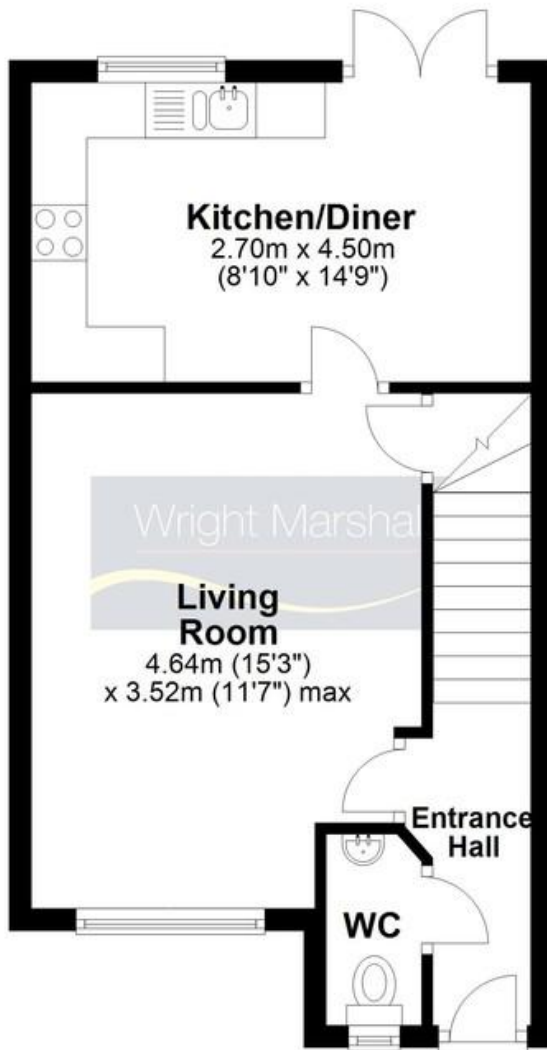 Kitchen/Diner
2.70m x 4.50m
(8'10" x 14'9")
Wright Marshal
Living
Room
4.64m (15'3")
x 3.52m (11'7") max
Entrance
Hall
WC